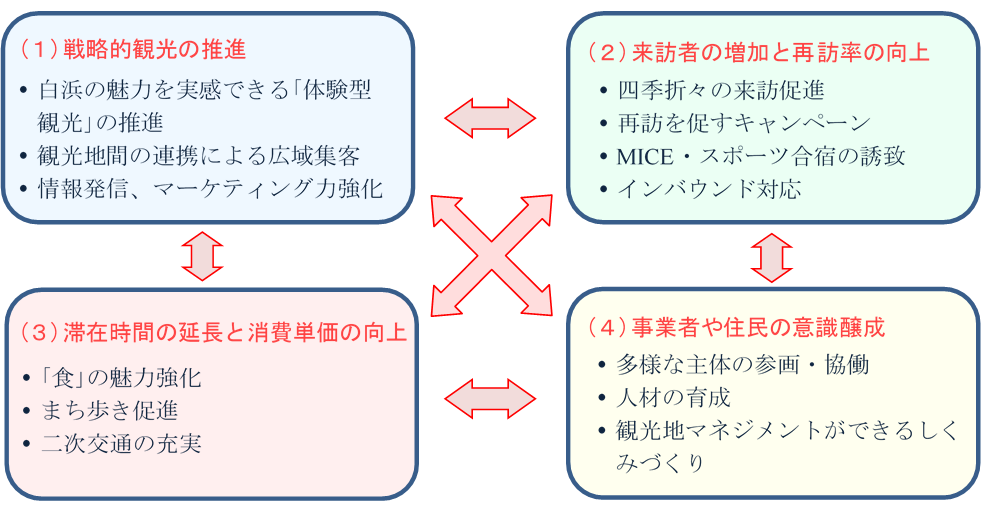 （１）戦略的観光の推進
• 白浜の魅力を実感できる「体験型
観光」の推進
• 観光地間の連携による広域集客
• 情報発信、マーケティング力強化
（２）来訪者の増加と再訪率の向上
• 四季折々の来訪促進
• 再訪を促すキャンペーン
• MICE・スポーツ合宿の誘致
• インバウンド対応
（３）滞在時間の延長と消費単価の向上
• 「食」の魅力強化
• まち歩き促進
• 二次交通の充実
（４）事業者や住民の意識醸成
• 多様な主体の参画・協働
• 人材の育成
• 観光地マネジメントができるしく
みづくり